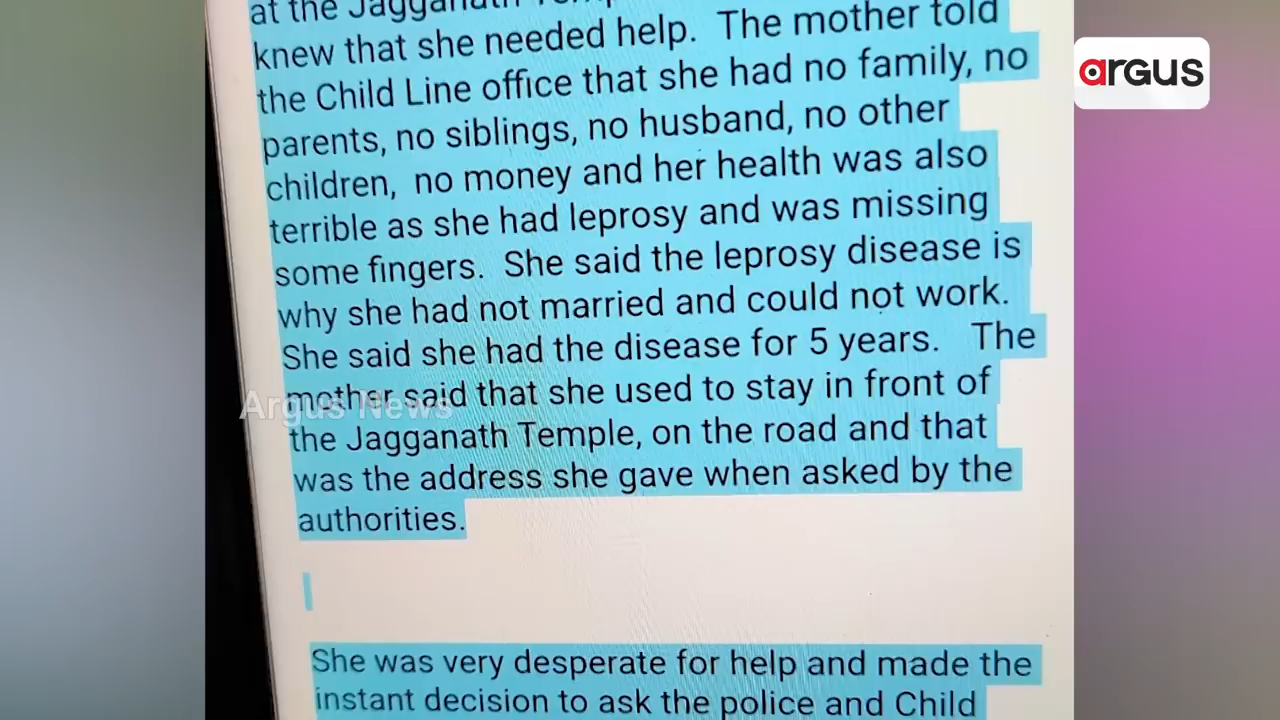 at the Jagganath
knew that she needed help. The mother told
the Child Line office that she had no family, no
parents, no siblings, no husband, no other
children, no money and her health was also
terrible as she had leprosy and was missing
some fingers. She said the leprosy disease is
why she had not married and could not work.
She said she had the disease for 5 years. The
mother said that she used to stay in front of
the Jagganath Temple, on the road and that
was the address she gave when asked by the
authorities.
She was very desperate for help and made the
instant decision to ask the police and Child
argus
Argus News